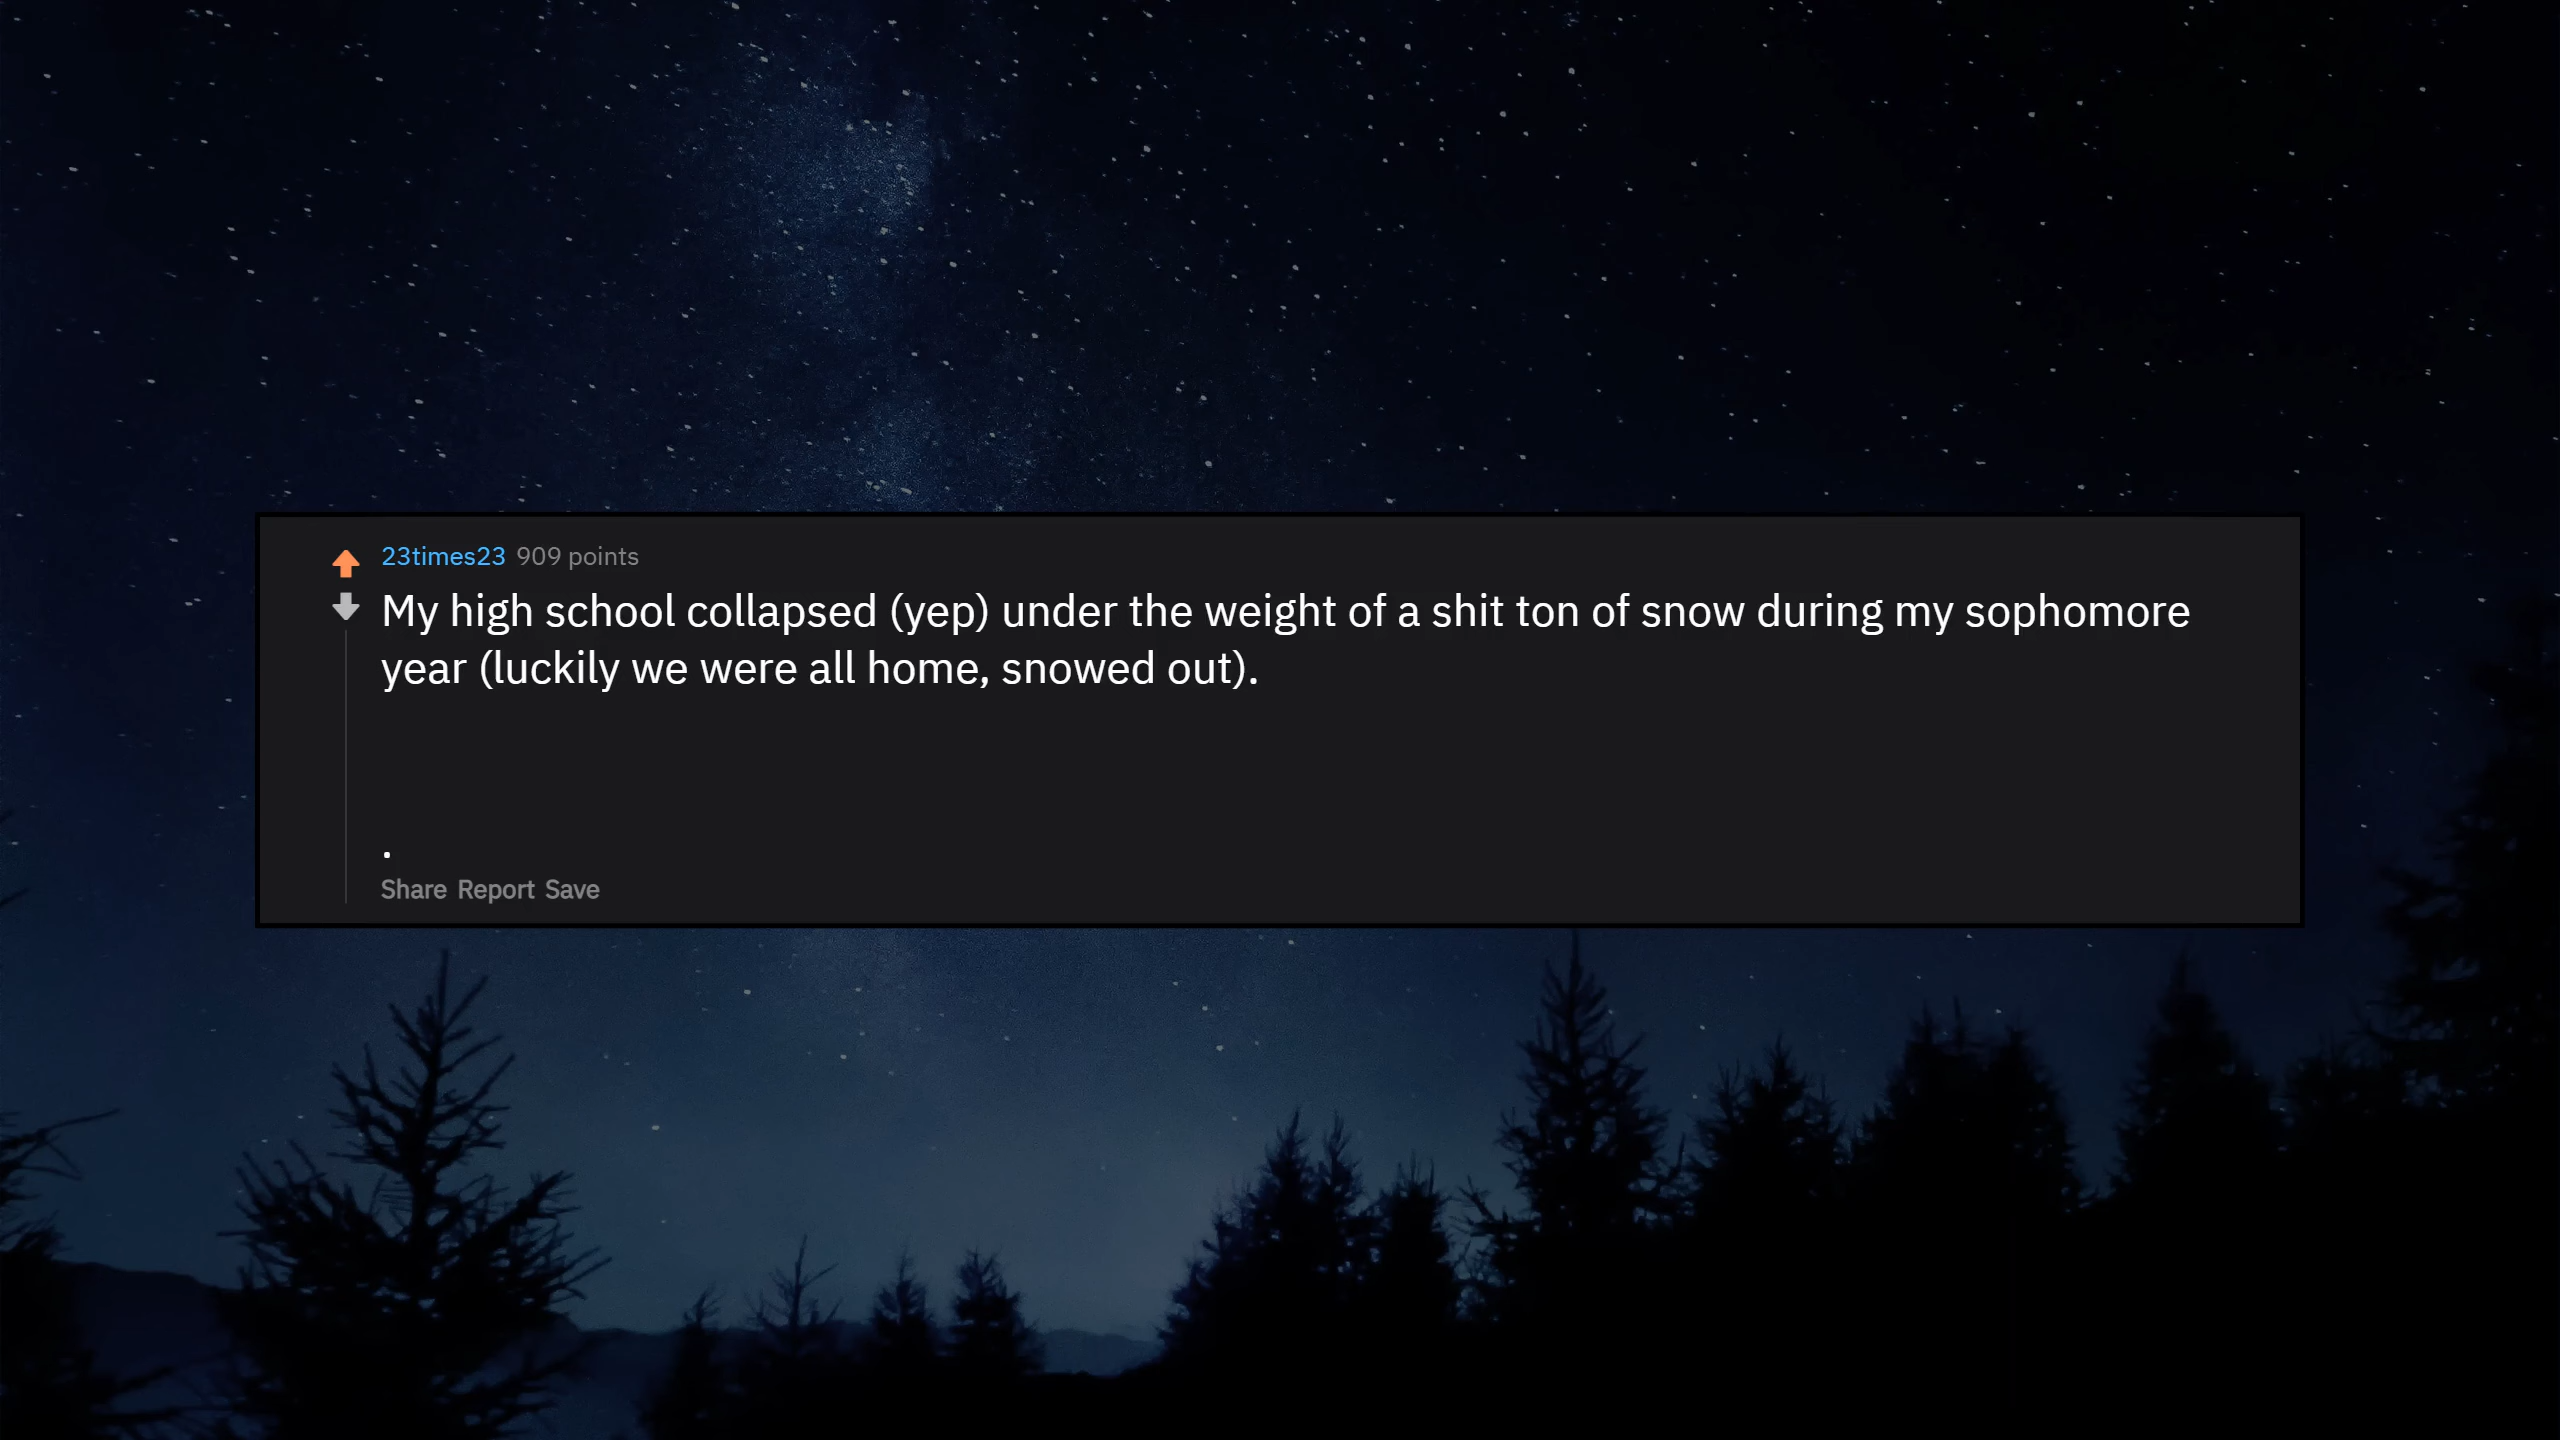 23times23 909 points
My high school collapsed (yep) under the weight of a shit ton of snow during my sophomore
year (luckily we were all home, snowed out).
.
Share Report Save